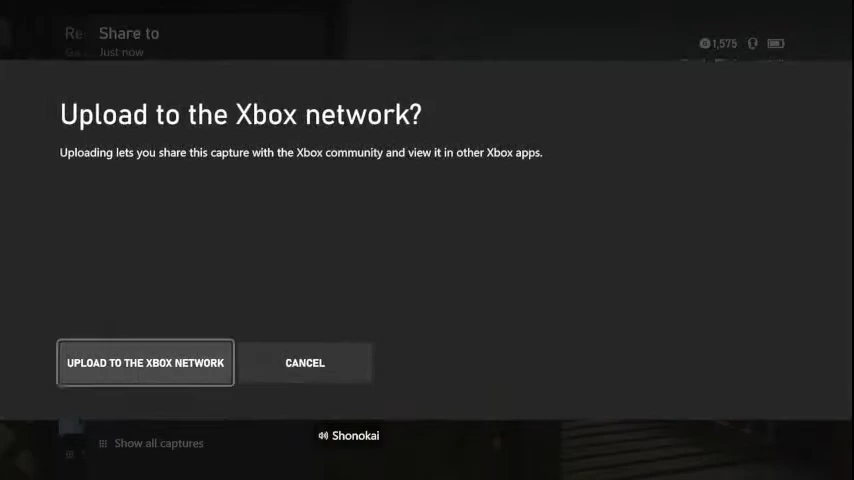 Re Share to
Just now
1,575
Upload to the Xbox network?
Uploading lets you share this capture with the Xbox community and view it in other Xbox apps.
UPLOAD TO THE XBOX NETWORK CANCEL
Shonokai
Show all captures